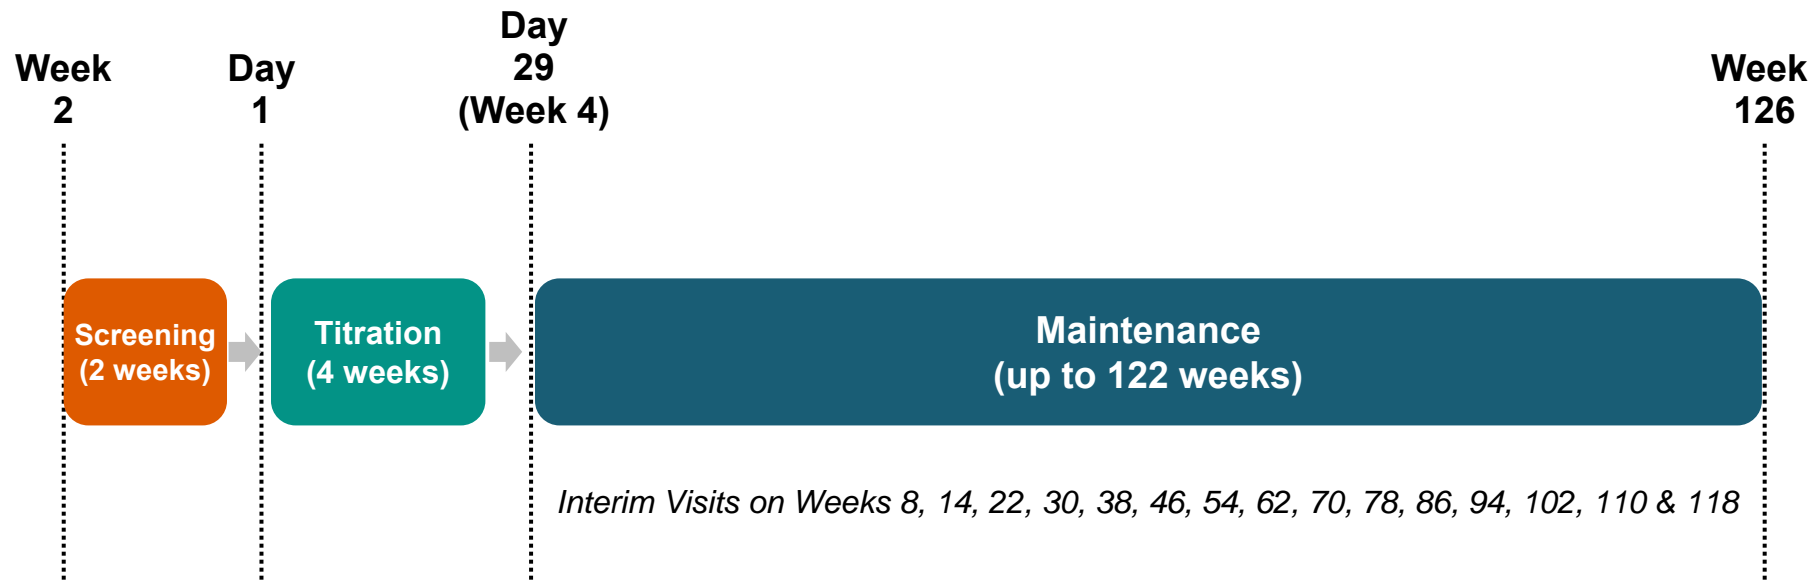 Week
2
Day
1
Day
29
(Week 4)
Week
126
Screening
(2 weeks)
Titration
(4 weeks)
Maintenance
(up to 122 weeks)
Interim Visits on Weeks 8, 14, 22, 30, 38, 46, 54, 62, 70, 78, 86, 94, 102, 110 & 118